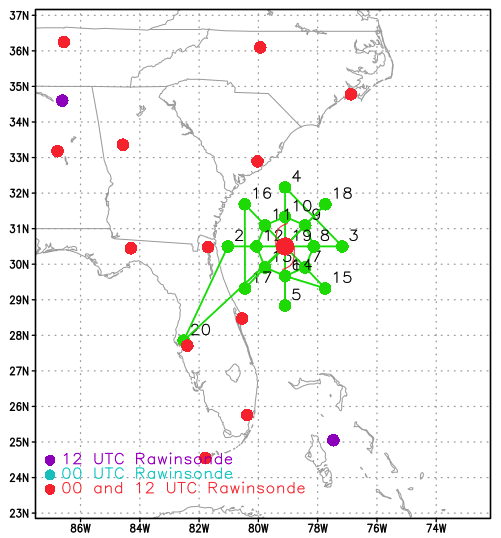 37N
36N
35N
34N
33N
32N
31N
30N
29N
28N
27N
26N
25N
24N
23N
4
16
18
10
9
11
2
12
19
8
3
7
17
14
15
5
20
12 UTC Rawinsonde
00 UTC Rawinsonde
00 and 12 UTC Rawinsonde
86W
84W
82W
80W
78W
76W
74W